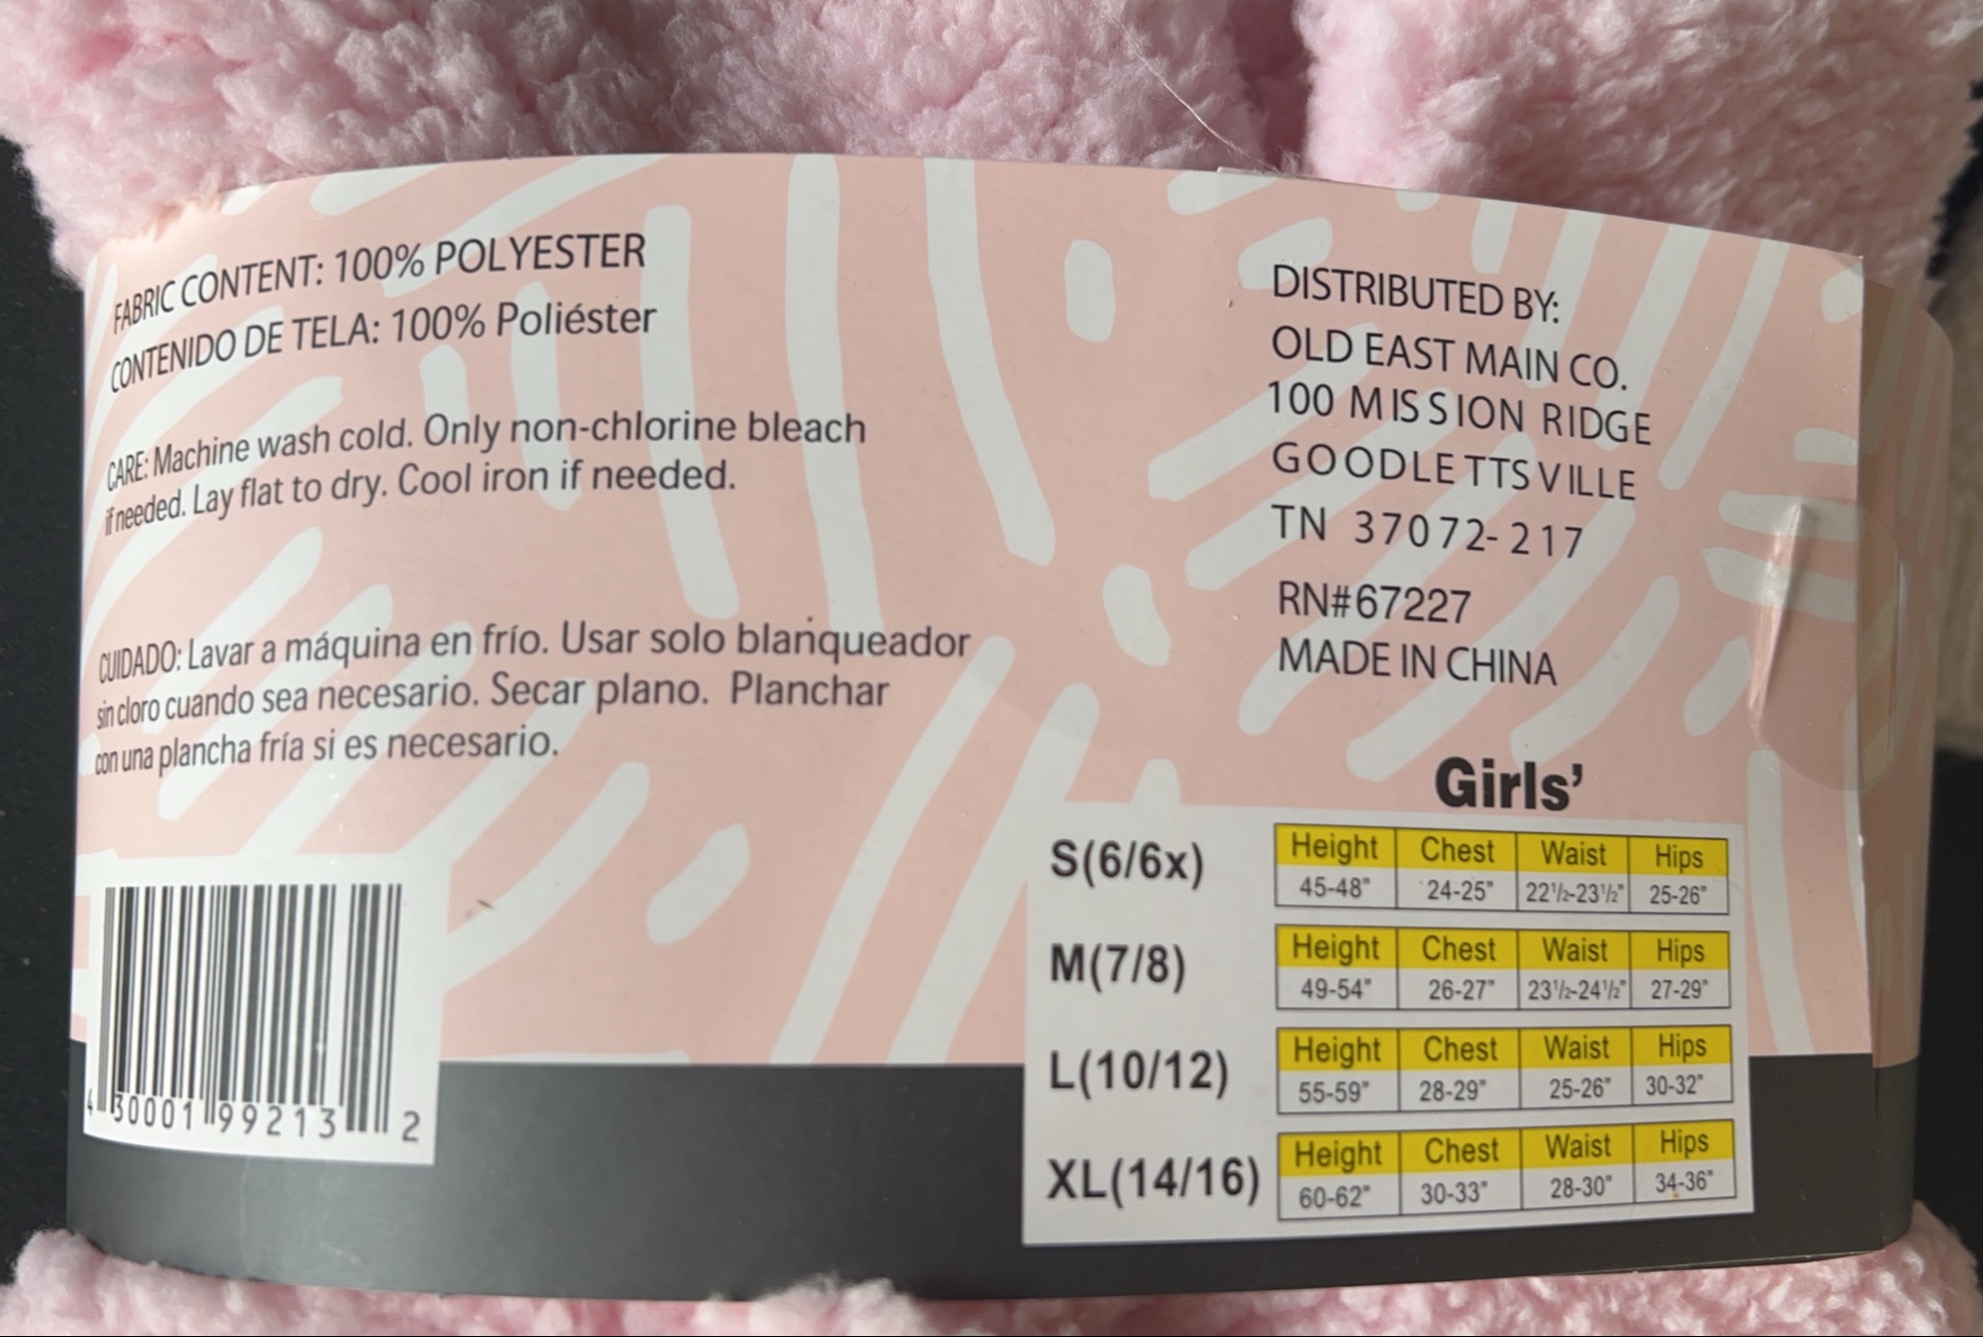 FABRIC CONTENT: 100% POLYESTER
CONTENIDO DE TELA: 100% Poliéster
CARE: Machine wash cold. Only non-chlorine bleach
if needed. Lay flat to dry. Cool iron if needed.
CUIDADO: Lavar a máquina en frío. Usar solo blanqueador
sin cloro cuando sea necesario. Secar plano. Planchar
con una plancha fría si es necesario.
4 30001 99213 2
DISTRIBUTED BY:
OLD EAST MAIN CO.
100 MISSION RIDGE
GOODLETTSVILLE
TN 37072-217
RN#67227
MADE IN CHINA
Girls’
S(6/6x)
Height Chest Waist Hips
45-48" 24-25" 22½-23½" 25-26"
M(7/8)
Height Chest Waist Hips
49-54" 26-27" 23½-24½" 27-29"
L(10/12)
Height Chest Waist Hips
55-59" 28-29" 25-26" 30-32"
XL(14/16)
Height Chest Waist Hips
60-62" 30-33" 28-30" 34-36"